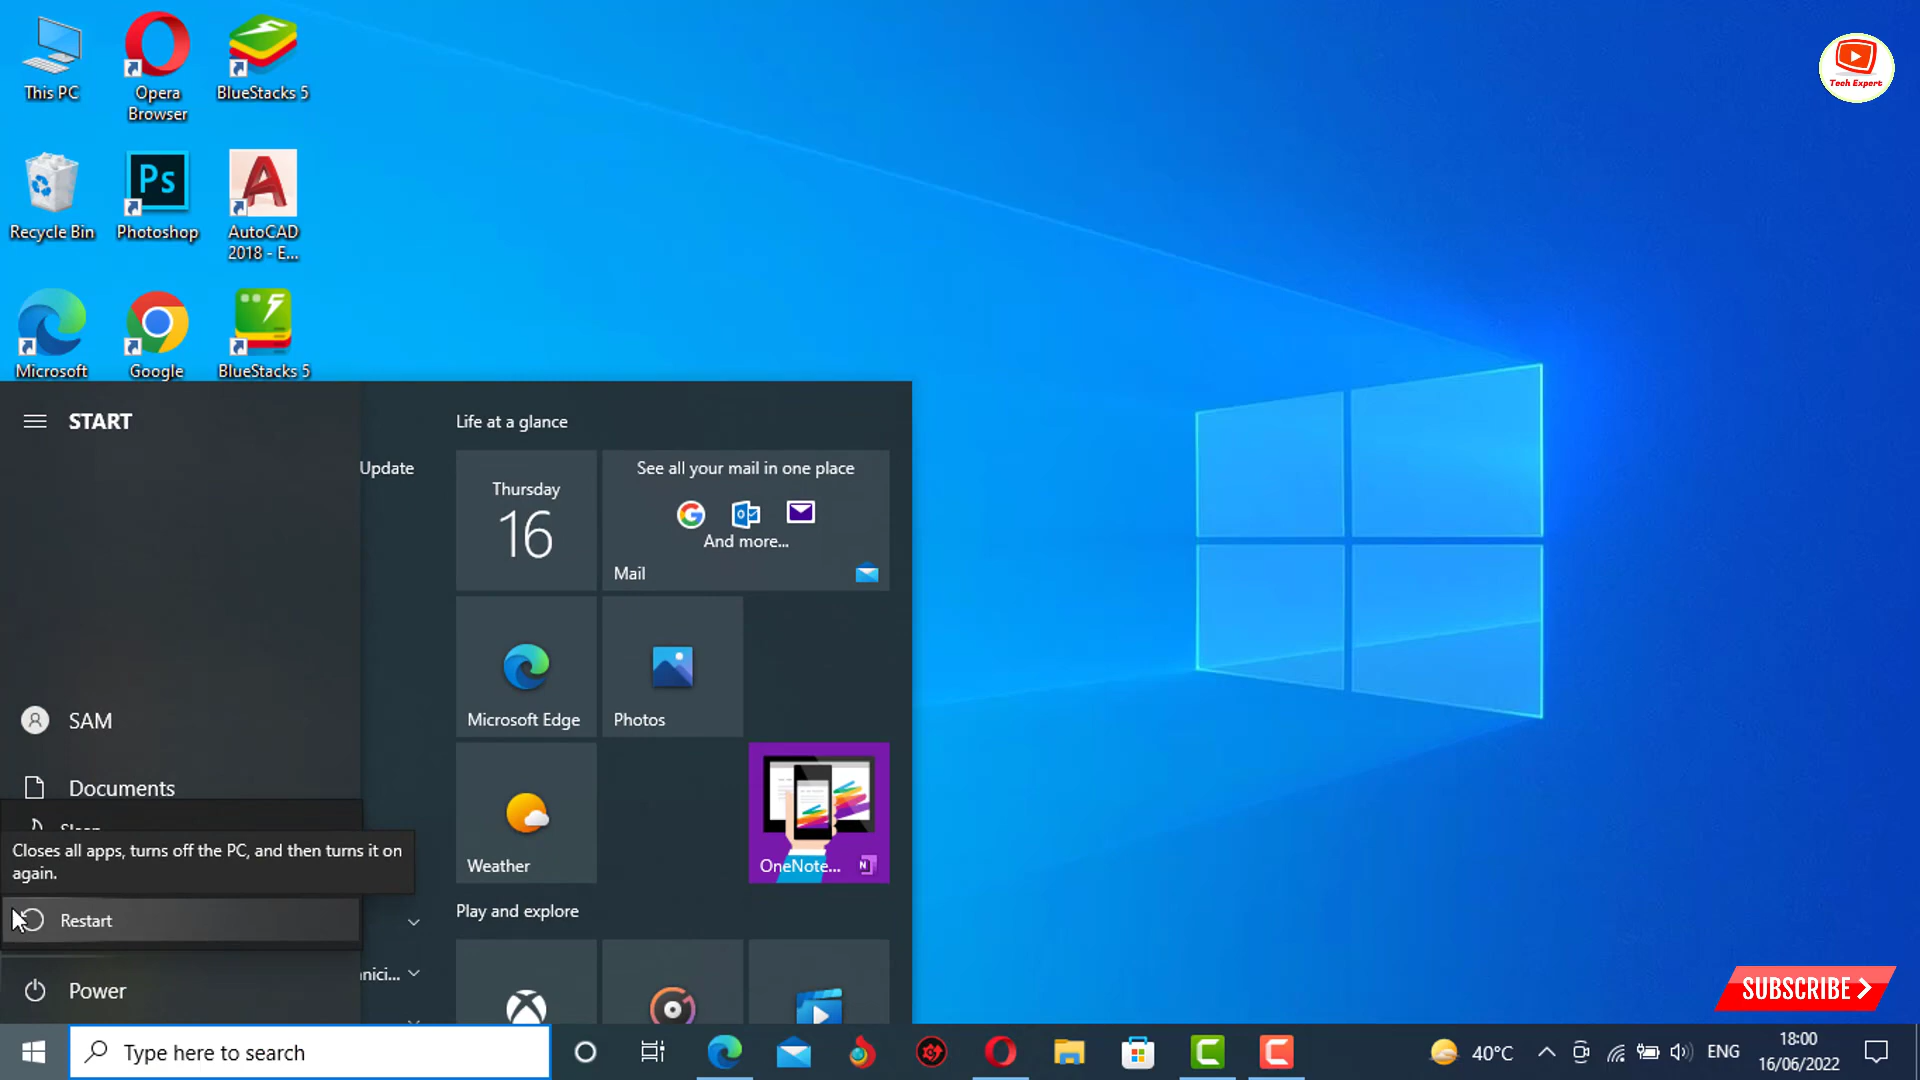 This PC
Opera
Browser
BlueStacks 5
Recycle Bin
Ps
Photoshop
AutoCAD
2018 - E...
Microsoft
Google
BlueStacks 5
Tech Expert
START
Update
Life at a glance
Thursday
16
See all your mail in one place
And more...
Mail
Microsoft Edge
Photos
SAM
Documents
Sleep
Closes all apps, turns off the PC, and then turns it on
again.
Weather
OneNote...
Restart
Play and explore
nici...
Power
SUBSCRIBE
Type here to search
40°C
ENG
18:00
16/06/2022